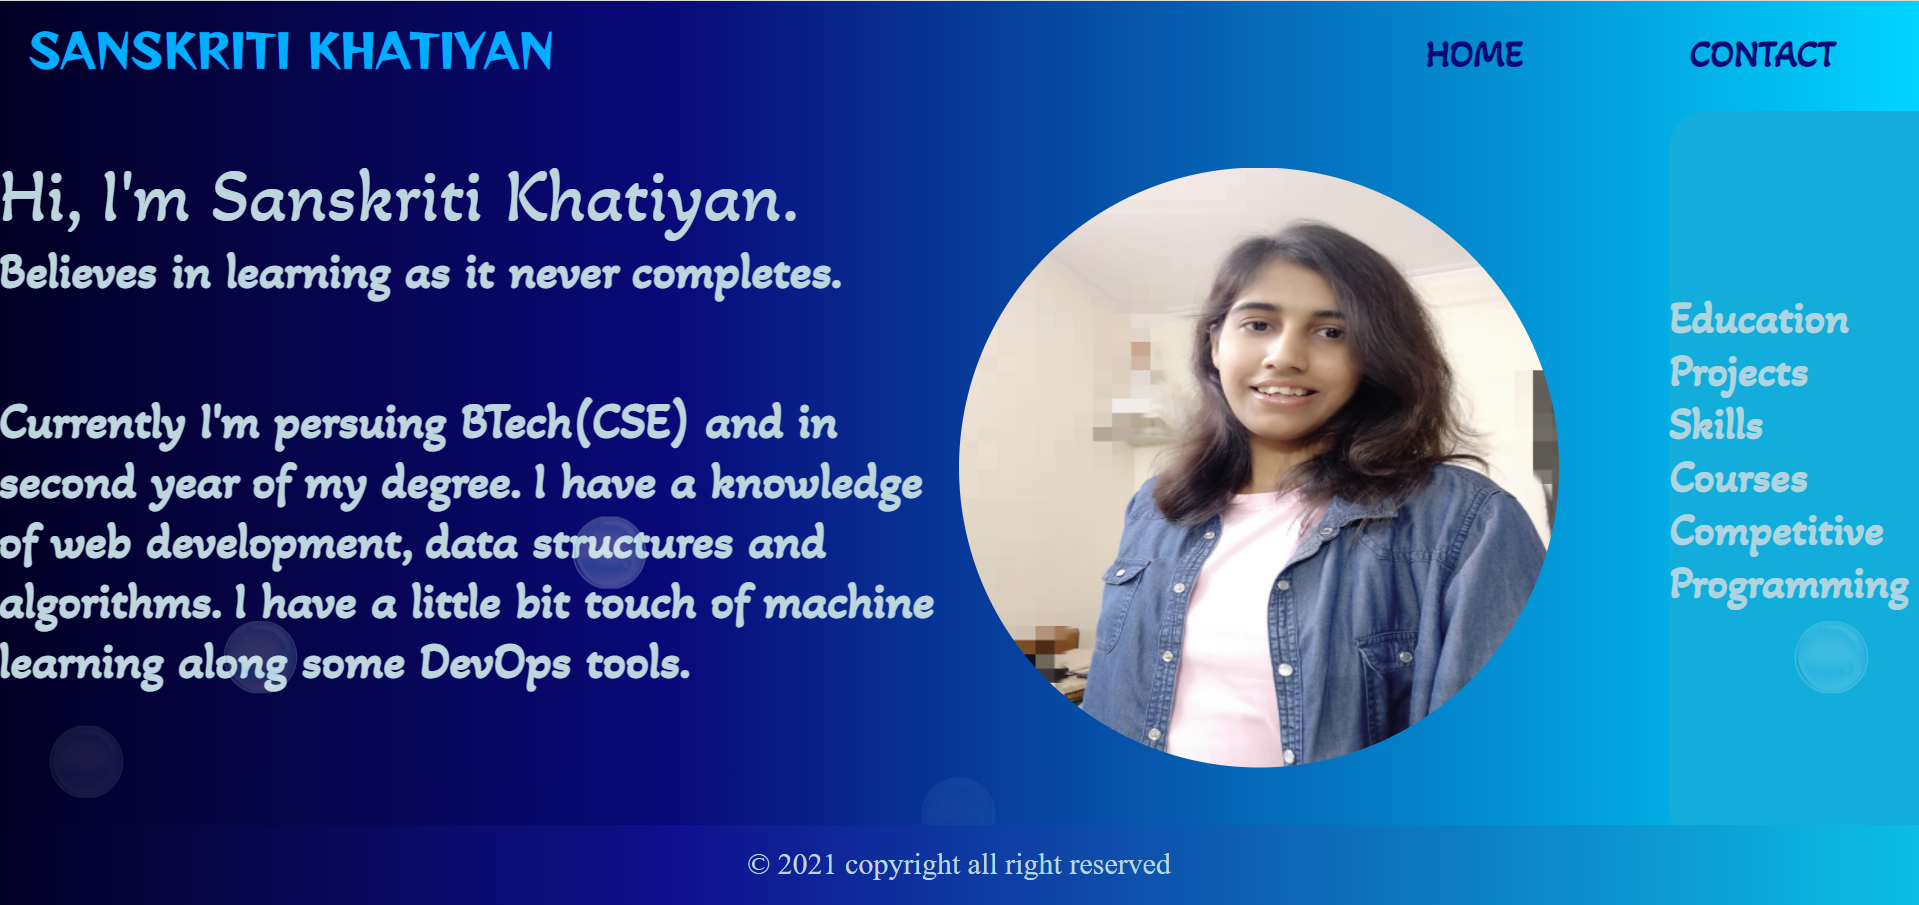 SANSKRITI KHATIYAN
HOME
CONTACT
Hi, I'm Sanskriti Khatiyan.
Believes in learning as it never completes.
Currently I'm persuing BTech(CSE) and in
second year of my degree. I have a knowledge
of web development, data structures and
algorithms. I have a little bit touch of machine
learning along some DevOps tools.
Education
Projects
Skills
Courses
Competitive
Programming
© 2021 copyright all right reserved